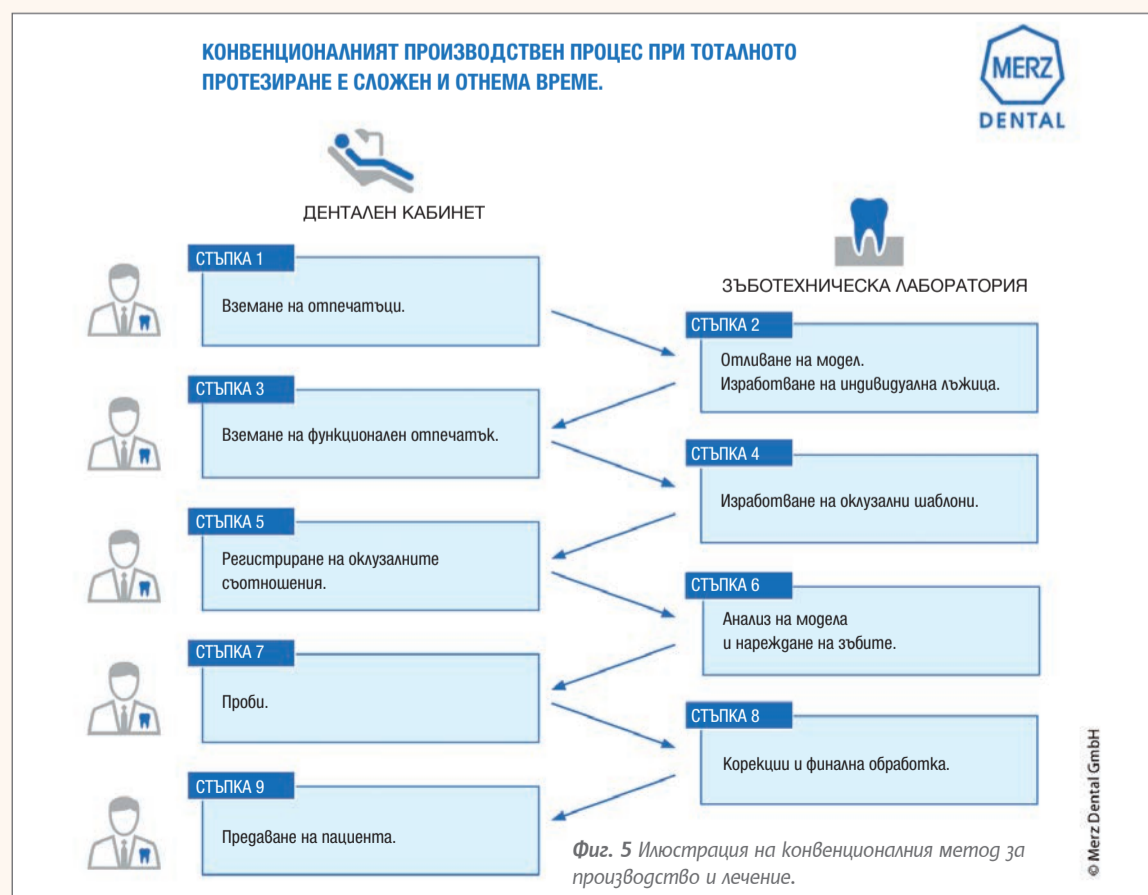 КОНВЕНЦИОНАЛНИЯТ ПРОИЗВОДСТВЕН ПРОЦЕС ПРИ ТОТАЛНОТО
ПРОТЕЗИРАНЕ Е СЛОЖЕН И ОТНЕМА ВРЕМЕ.
MERZ
DENTAL
ДЕНТАЛЕН КАБИНЕТ
ЗЪБОТЕХНИЧЕСКА ЛАБОРАТОРИЯ
СТЪПКА 1
Вземане на отпечатъци.
СТЪПКА 2
Отливане на модел.
Изработване на индивидуална лъжица.
СТЪПКА 3
Вземане на функционален отпечатък.
СТЪПКА 4
Изработване на оклузални шаблони.
СТЪПКА 5
Регистриране на оклузалните
съотношения.
СТЪПКА 6
Анализ на модела
и нареждане на зъбите.
СТЪПКА 7
Проби.
СТЪПКА 8
Корекции и финална обработка.
СТЪПКА 9
Предаване на пациента.
Фиг. 5 Илюстрация на конвенционалния метод за
производство и лечение.
© Merz Dental GmbH